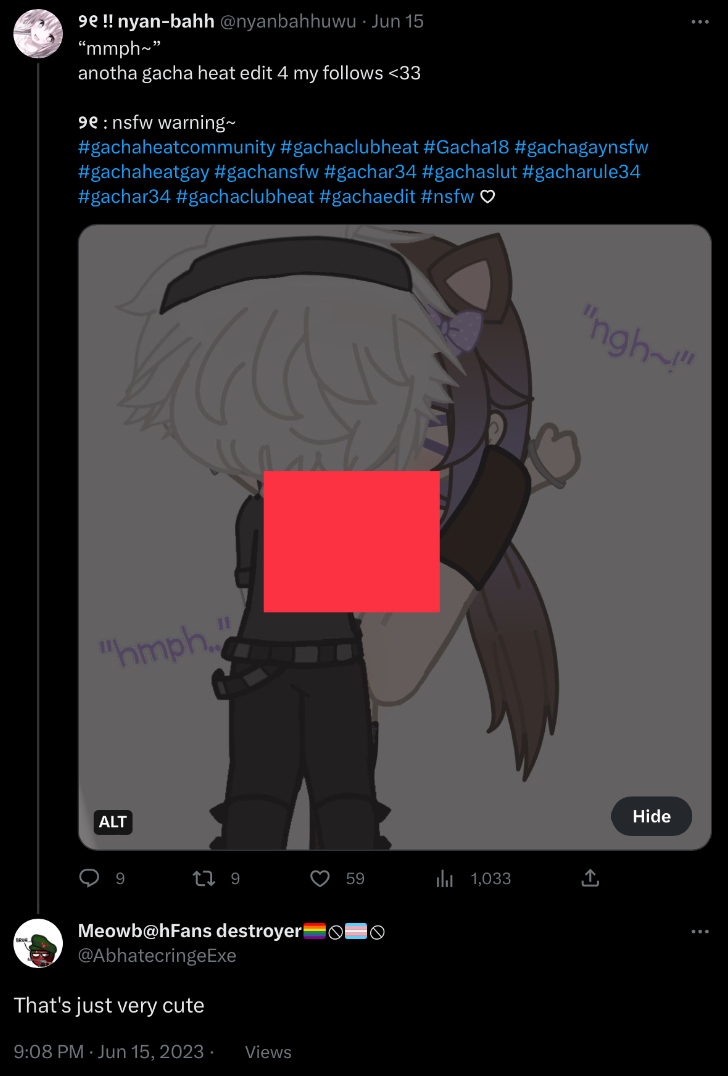 ୨୧ !! nyan-bahh @nyanbahhuwu · Jun 15
“mmph~”
anotha gacha heat edit 4 my follows <33
୨୧ : nsfw warning~
#gachaheatcommunity #gachaclubheat #Gacha18 #gachagaynsfw
#gachaheatgay #gachansfw #gachar34 #gachaslut #gacharule34
#gachar34 #gachaclubheat #gachaedit #nsfw ♡
"ngh~!"
"hmph.."
ALT
Hide
9 9 59 1,033
Meowb@hFans destroyer🏳️‍🌈🚫🏳️‍⚧️🚫
@AbhatecringeExe
That's just very cute
9:08 PM · Jun 15, 2023 · Views